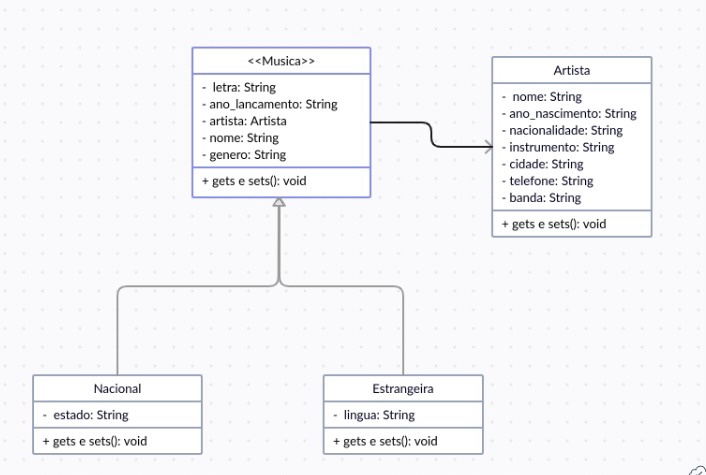 <<Musica>>
- letra: String
- ano_lancamento: String
- artista: Artista
- nome: String
- genero: String
+ gets e sets(): void
Artista
- nome: String
- ano_nascimento: String
- nacionalidade: String
- instrumento: String
- cidade: String
- telefone: String
- banda: String
+ gets e sets(): void
Nacional
- estado: String
+ gets e sets(): void
Estrangeira
- lingua: String
+ gets e sets(): void